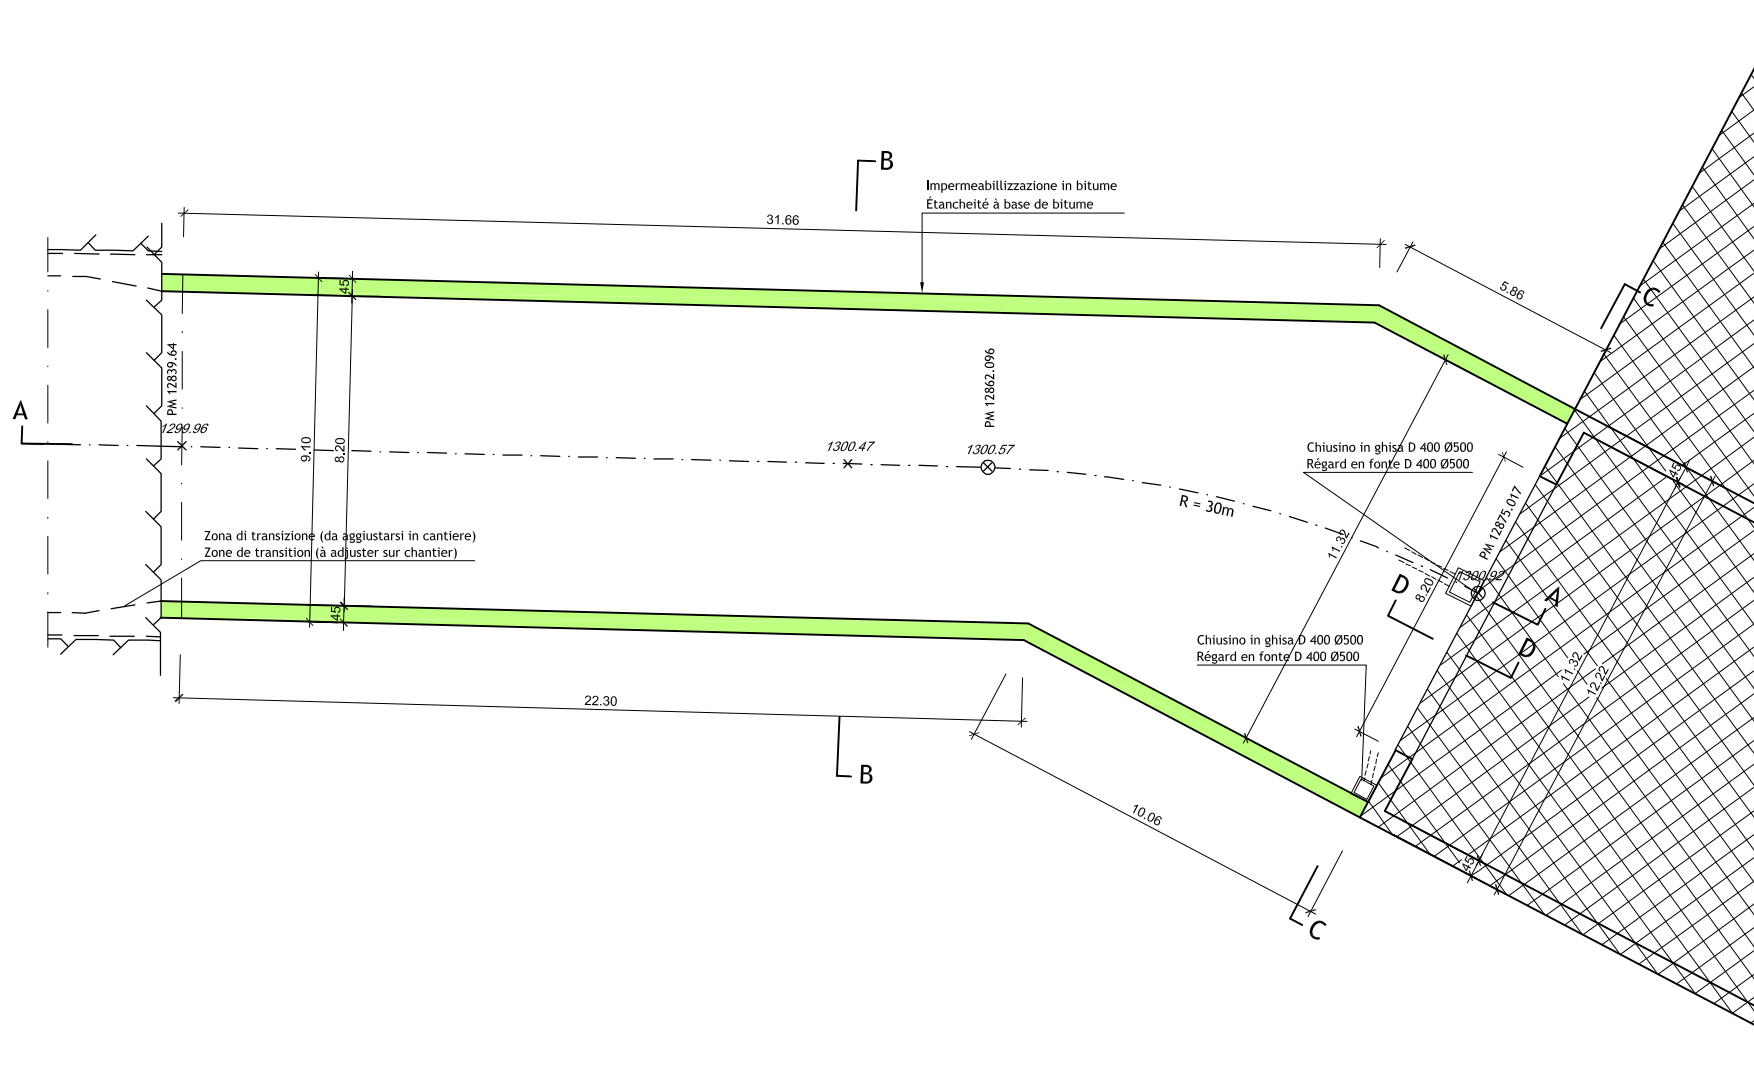 B
Impermeabillizzazione in bitume
Étancheité à base de bitume
31.66
5.86
C
45
PM 12839.64
PM 12862.096
A
1299.96
9.10
8.20
1300.47
1300.57
Chiusino in ghisa D 400 Ø500
Régard en fonte D 400 Ø500
45
R = 30m
PM 12875.017
11.32
Zona di transizione (da aggiustarsi in cantiere)
Zone de transition (à adjuster sur chantier)
1300.92
D
8.20
A
45
Chiusino in ghisa D 400 Ø500
Régard en fonte D 400 Ø500
D
11.32
12.22
22.30
B
10.06
45
C